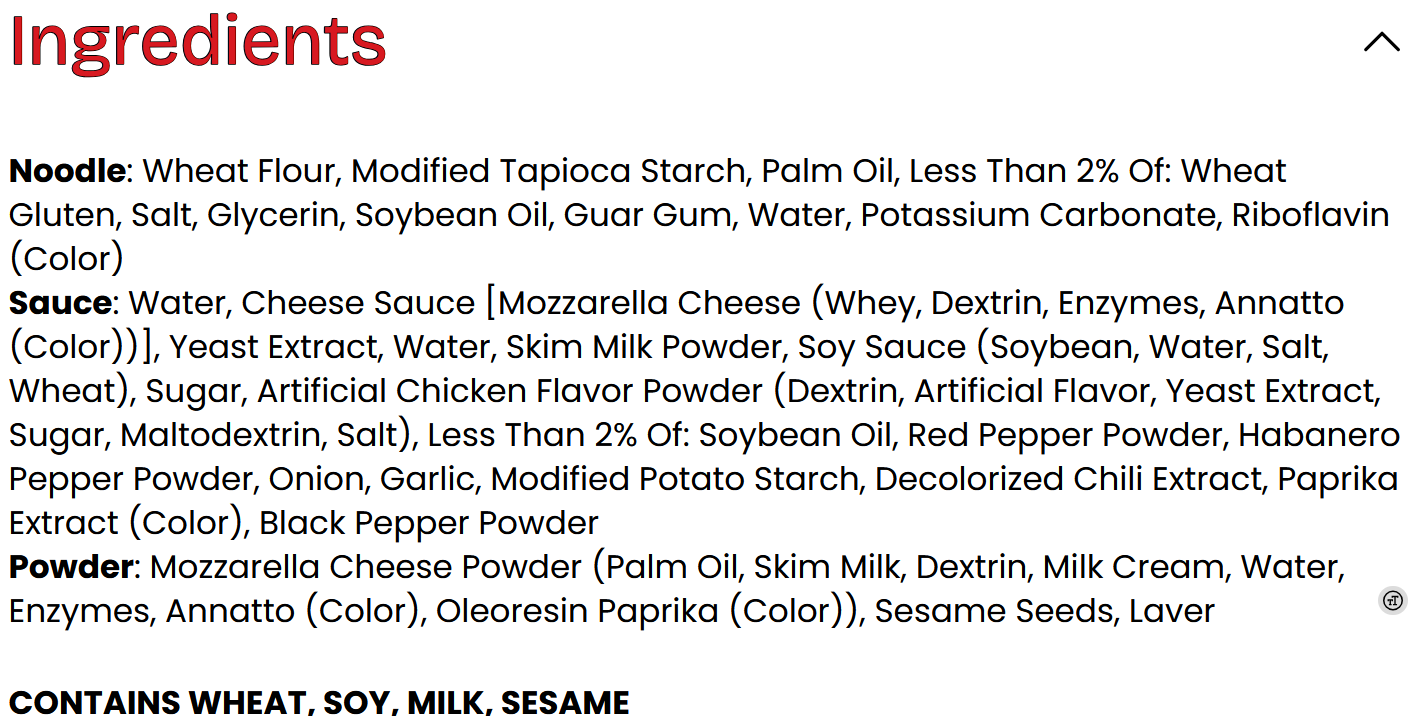 Ingredients
Noodle: Wheat Flour, Modified Tapioca Starch, Palm Oil, Less Than 2% Of: Wheat
Gluten, Salt, Glycerin, Soybean Oil, Guar Gum, Water, Potassium Carbonate, Riboflavin
(Color)
Sauce: Water, Cheese Sauce [Mozzarella Cheese (Whey, Dextrin, Enzymes, Annatto
(Color))], Yeast Extract, Water, Skim Milk Powder, Soy Sauce (Soybean, Water, Salt,
Wheat), Sugar, Artificial Chicken Flavor Powder (Dextrin, Artificial Flavor, Yeast Extract,
Sugar, Maltodextrin, Salt), Less Than 2% Of: Soybean Oil, Red Pepper Powder, Habanero
Pepper Powder, Onion, Garlic, Modified Potato Starch, Decolorized Chili Extract, Paprika
Extract (Color), Black Pepper Powder
Powder: Mozzarella Cheese Powder (Palm Oil, Skim Milk, Dextrin, Milk Cream, Water,
Enzymes, Annatto (Color), Oleoresin Paprika (Color)), Sesame Seeds, Laver
CONTAINS WHEAT, SOY, MILK, SESAME